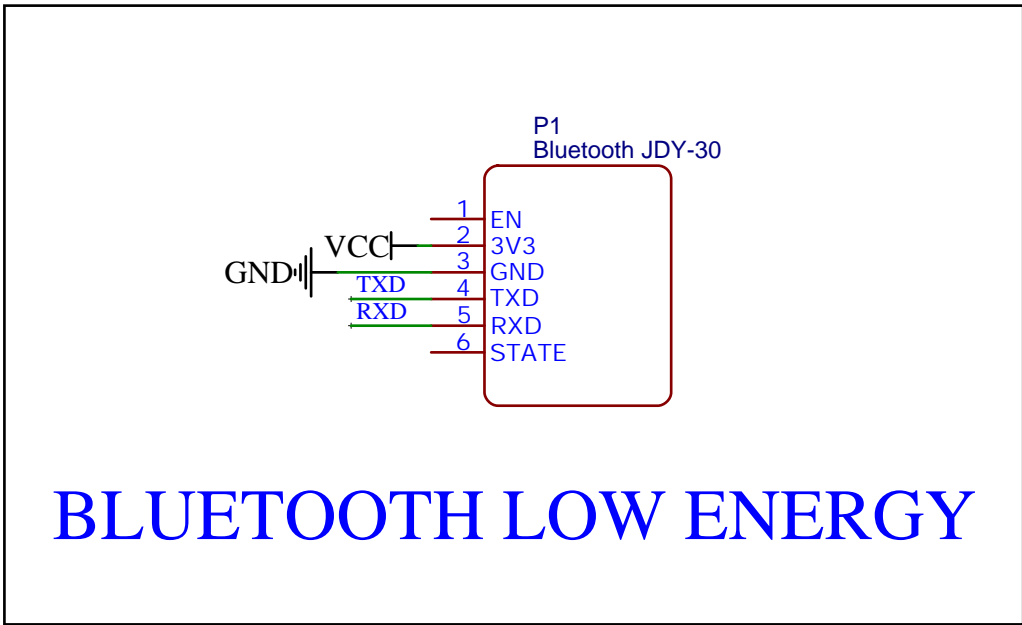 P1
Bluetooth JDY-30
1 EN
VCC 2 3V3
GND 3 GND
TXD 4 TXD
RXD 5 RXD
6 STATE
BLUETOOTH LOW ENERGY